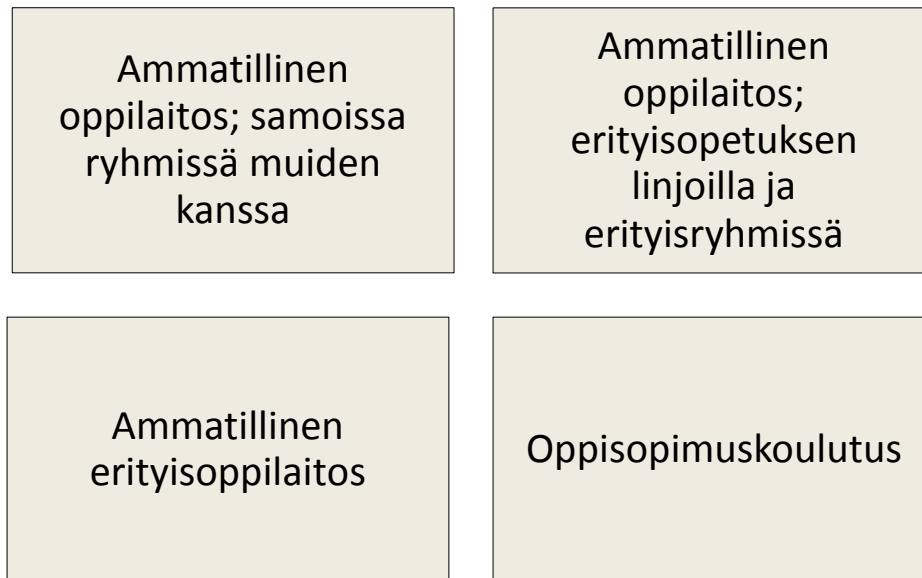 Ammatillinen
oppilaitos; samoissa
ryhmissä muiden
kanssa
Ammatillinen
oppilaitos;
erityisopetuksen
linjoilla ja
erityisryhmissä
Ammatillinen
erityisoppilaitos
Oppisopimuskoulutus